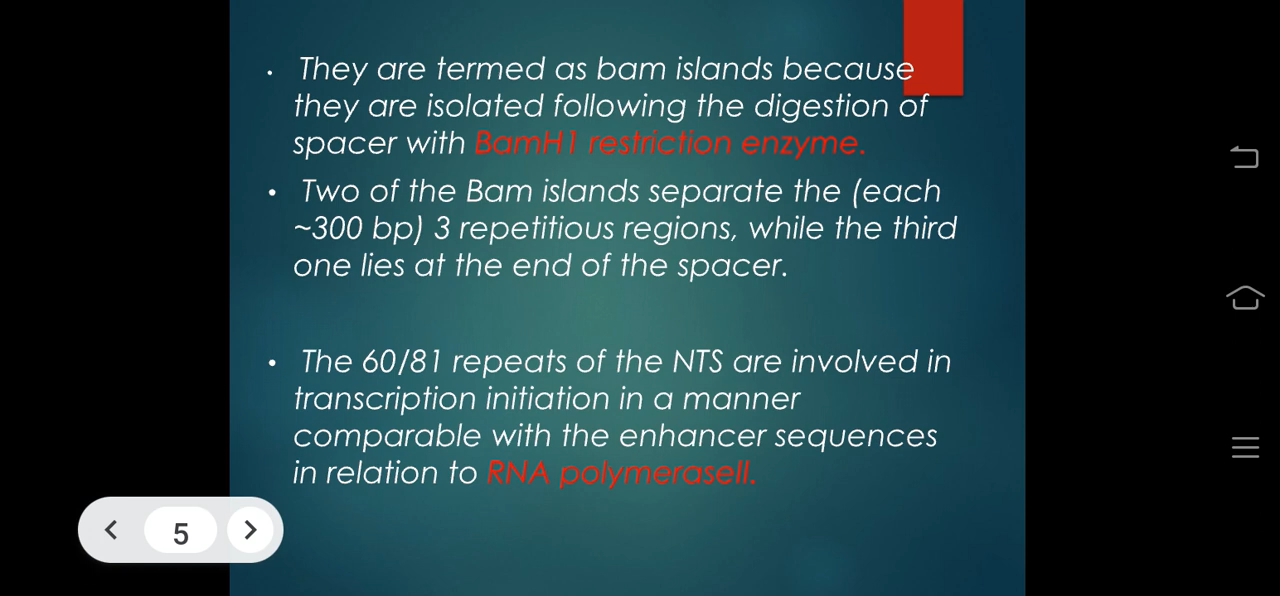 • They are termed as bam islands because
they are isolated following the digestion of
spacer with BamH1 restriction enzyme.
• Two of the Bam islands separate the (each
~300 bp) 3 repetitious regions, while the third
one lies at the end of the spacer.
• The 60/81 repeats of the NTS are involved in
transcription initiation in a manner
comparable with the enhancer sequences
in relation to RNA polymeraseII.
5